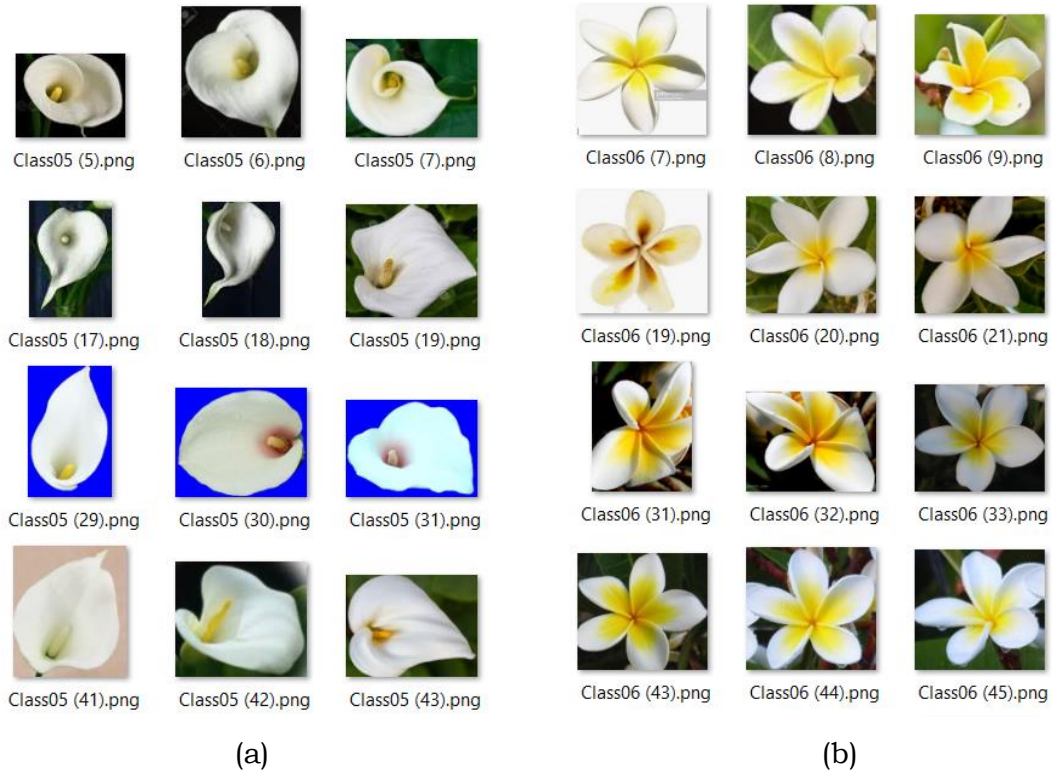 Class05 (5).png
Class05 (6).png
Class05 (7).png
Class06 (7).png
Class06 (8).png
Class06 (9).png
Class05 (17).png
Class05 (18).png
Class05 (19).png
Class06 (19).png
Class06 (20).png
Class06 (21).png
Class05 (29).png
Class05 (30).png
Class05 (31).png
Class06 (31).png
Class06 (32).png
Class06 (33).png
Class05 (41).png
Class05 (42).png
Class05 (43).png
Class06 (43).png
Class06 (44).png
Class06 (45).png
(a)
(b)